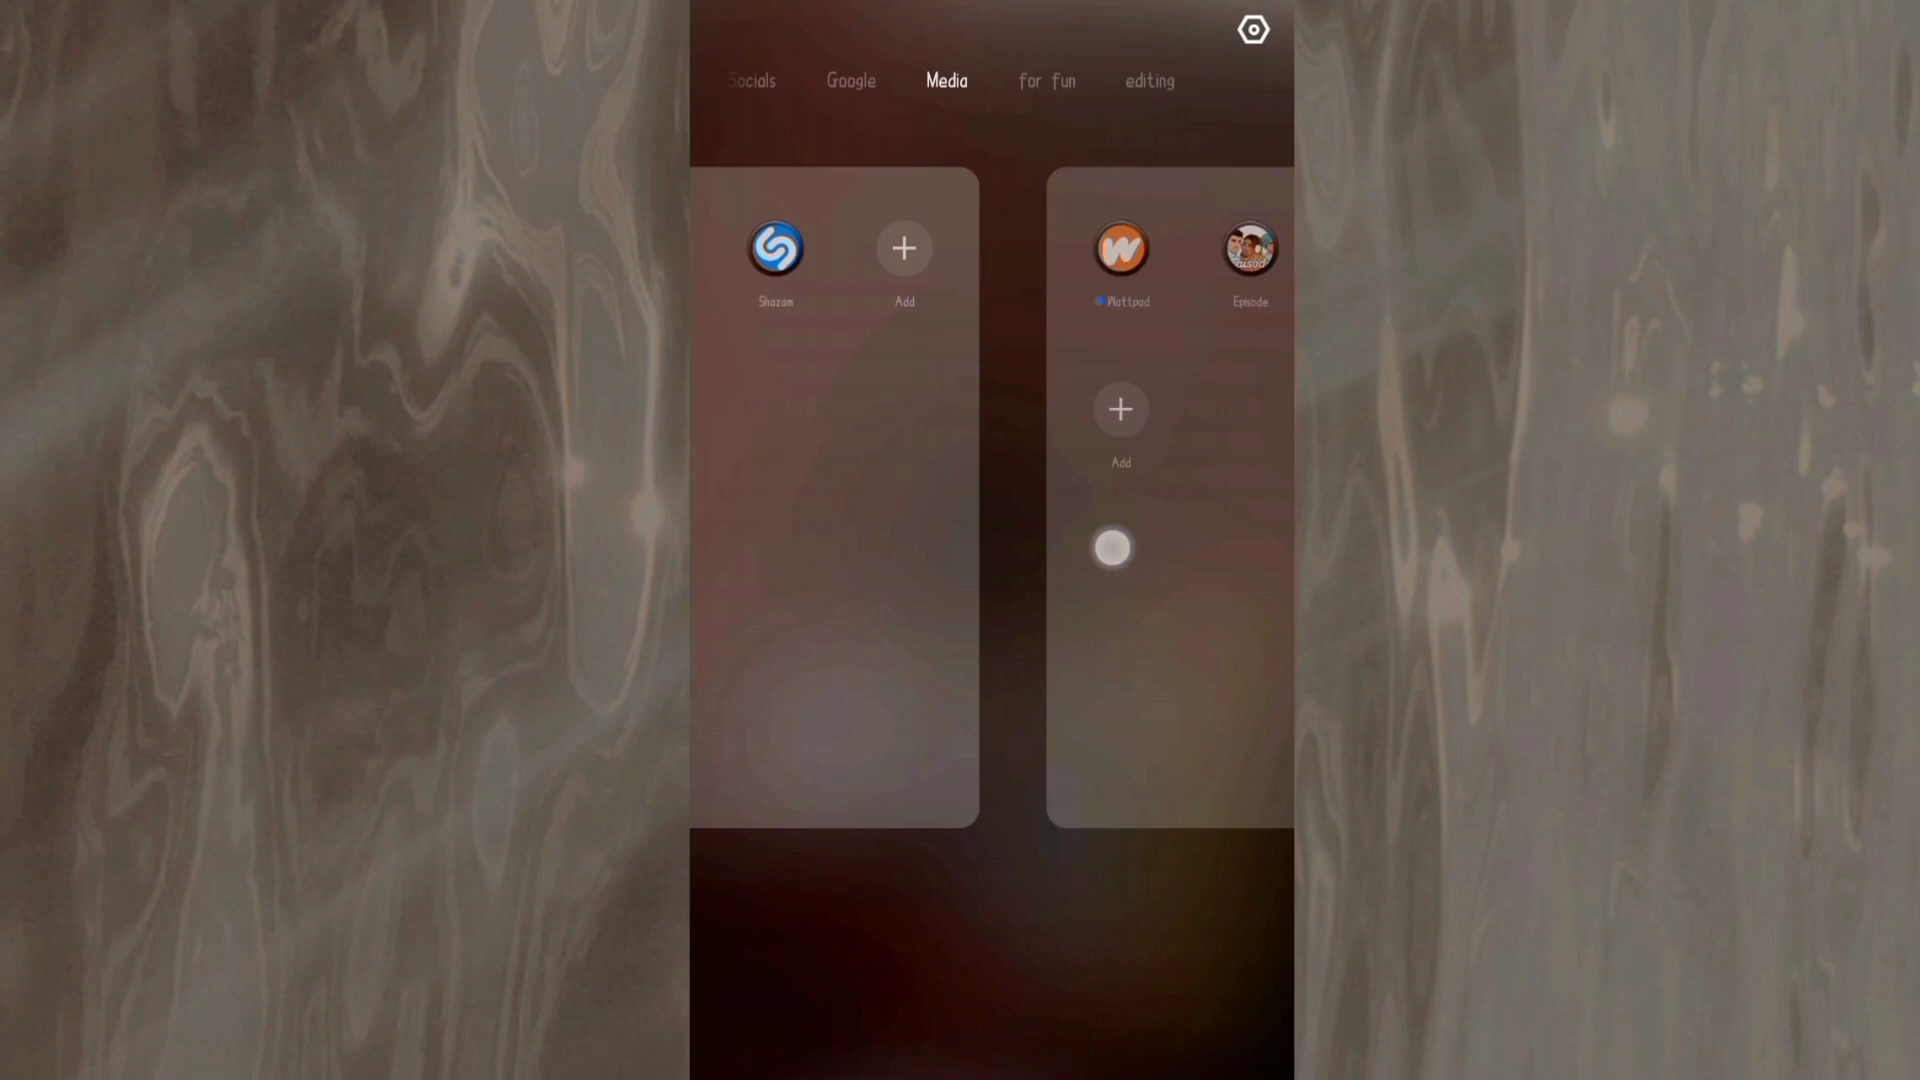 Socials Google Media for fun editing
Shazam Add Wattpad Episode
Add